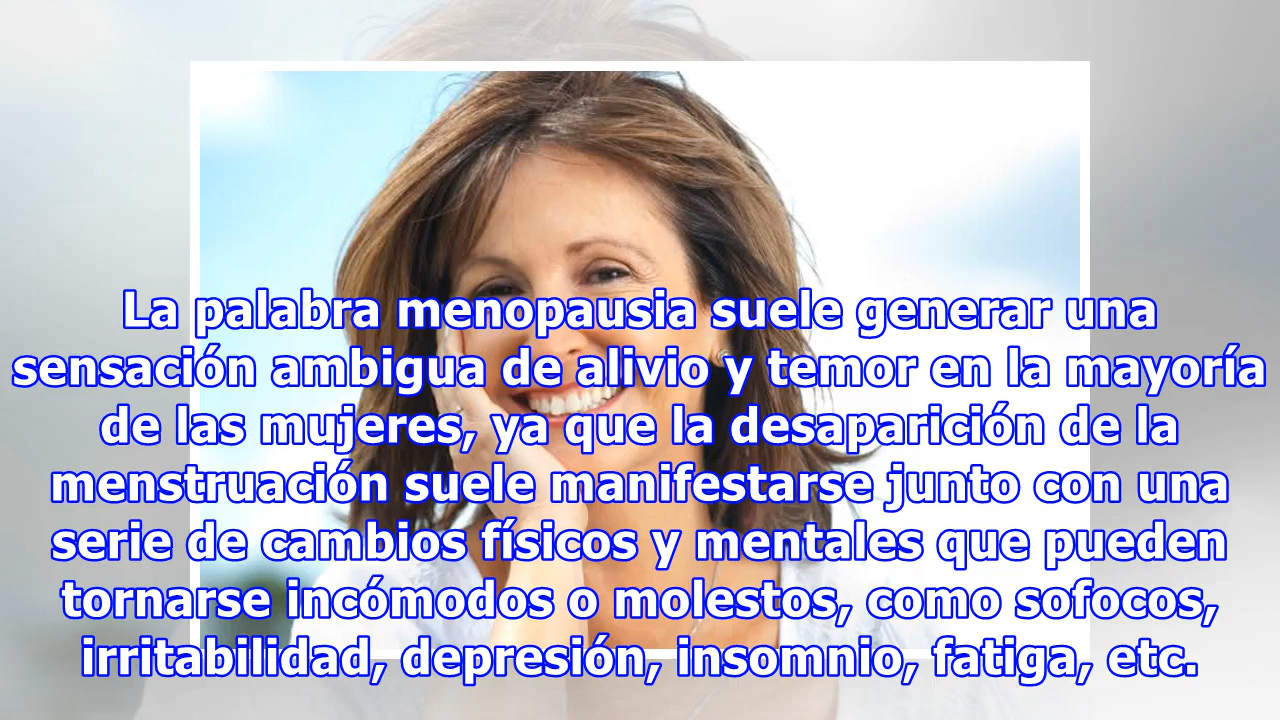 La palabra menopausia suele generar una
sensación ambigua de alivio y temor en la mayoría
de las mujeres, ya que la desaparición de la
menstruación suele manifestarse junto con una
serie de cambios físicos y mentales que pueden
tornarse incómodos o molestos, como sofocos,
irritabilidad, depresión, insomnio, fatiga, etc.